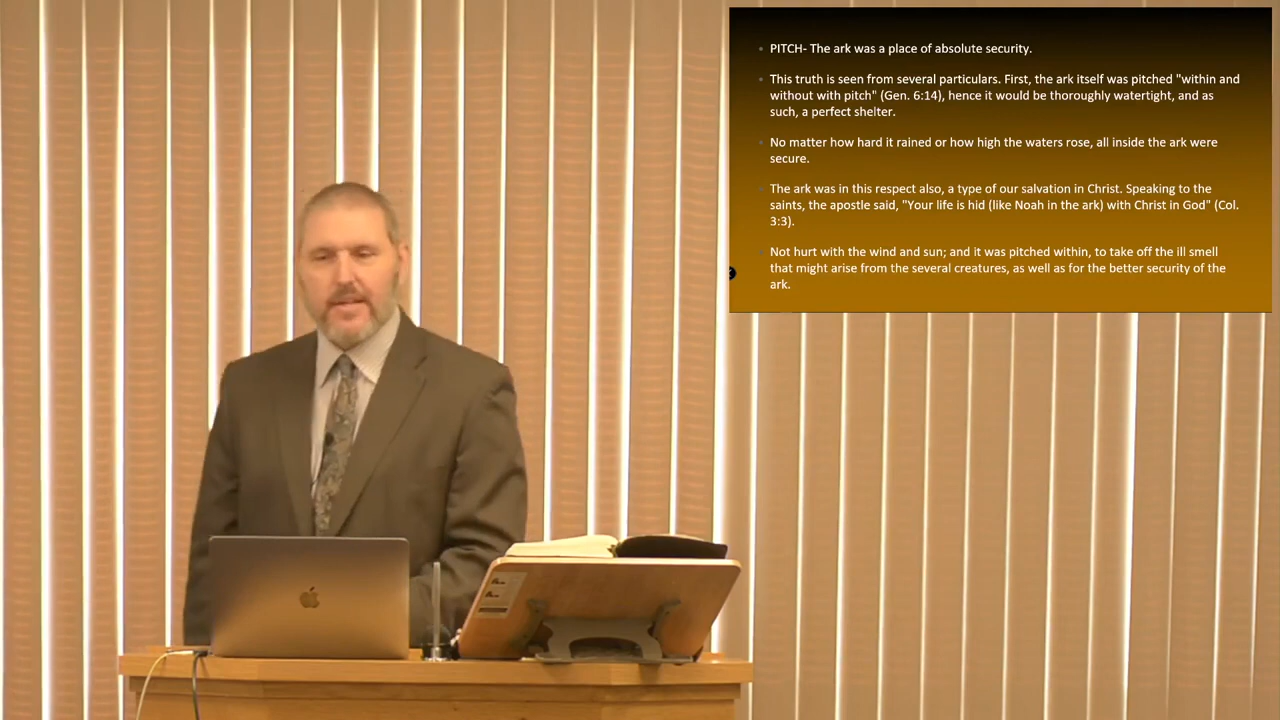 PITCH- The ark was a place of absolute security.
This truth is seen from several particulars. First, the ark itself was pitched "within and
without with pitch" (Gen. 6:14), hence it would be thoroughly watertight, and as
such, a perfect shelter.
No matter how hard it rained or how high the waters rose, all inside the ark were
secure.
The ark was in this respect also, a type of our salvation in Christ. Speaking to the
saints, the apostle said, "Your life is hid (like Noah in the ark) with Christ in God" (Col.
3:3).
Not hurt with the wind and sun; and it was pitched within, to take off the ill smell
that might arise from the several creatures, as well as for the better security of the
ark.